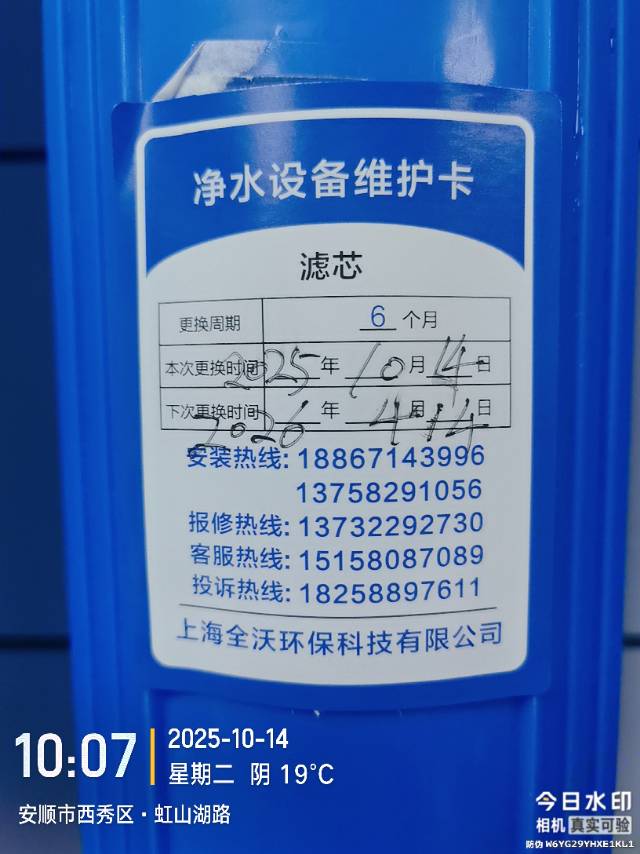 净水设备维护卡
滤芯
更换周期 6 个月
本次更换时间 2025 年 10 月 14 日
下次更换时间 2026 年 4 月 14 日
安装热线: 18867143996
13758291056
报修热线: 13732292730
客服热线: 15158087089
投诉热线: 18258897611
上海全沃环保科技有限公司
10:07
2025-10-14
星期二 阴 19℃
安顺市西秀区·虹山湖路
今日水印
相机 真实可验
防伪 W6YG29YHXE1KL1